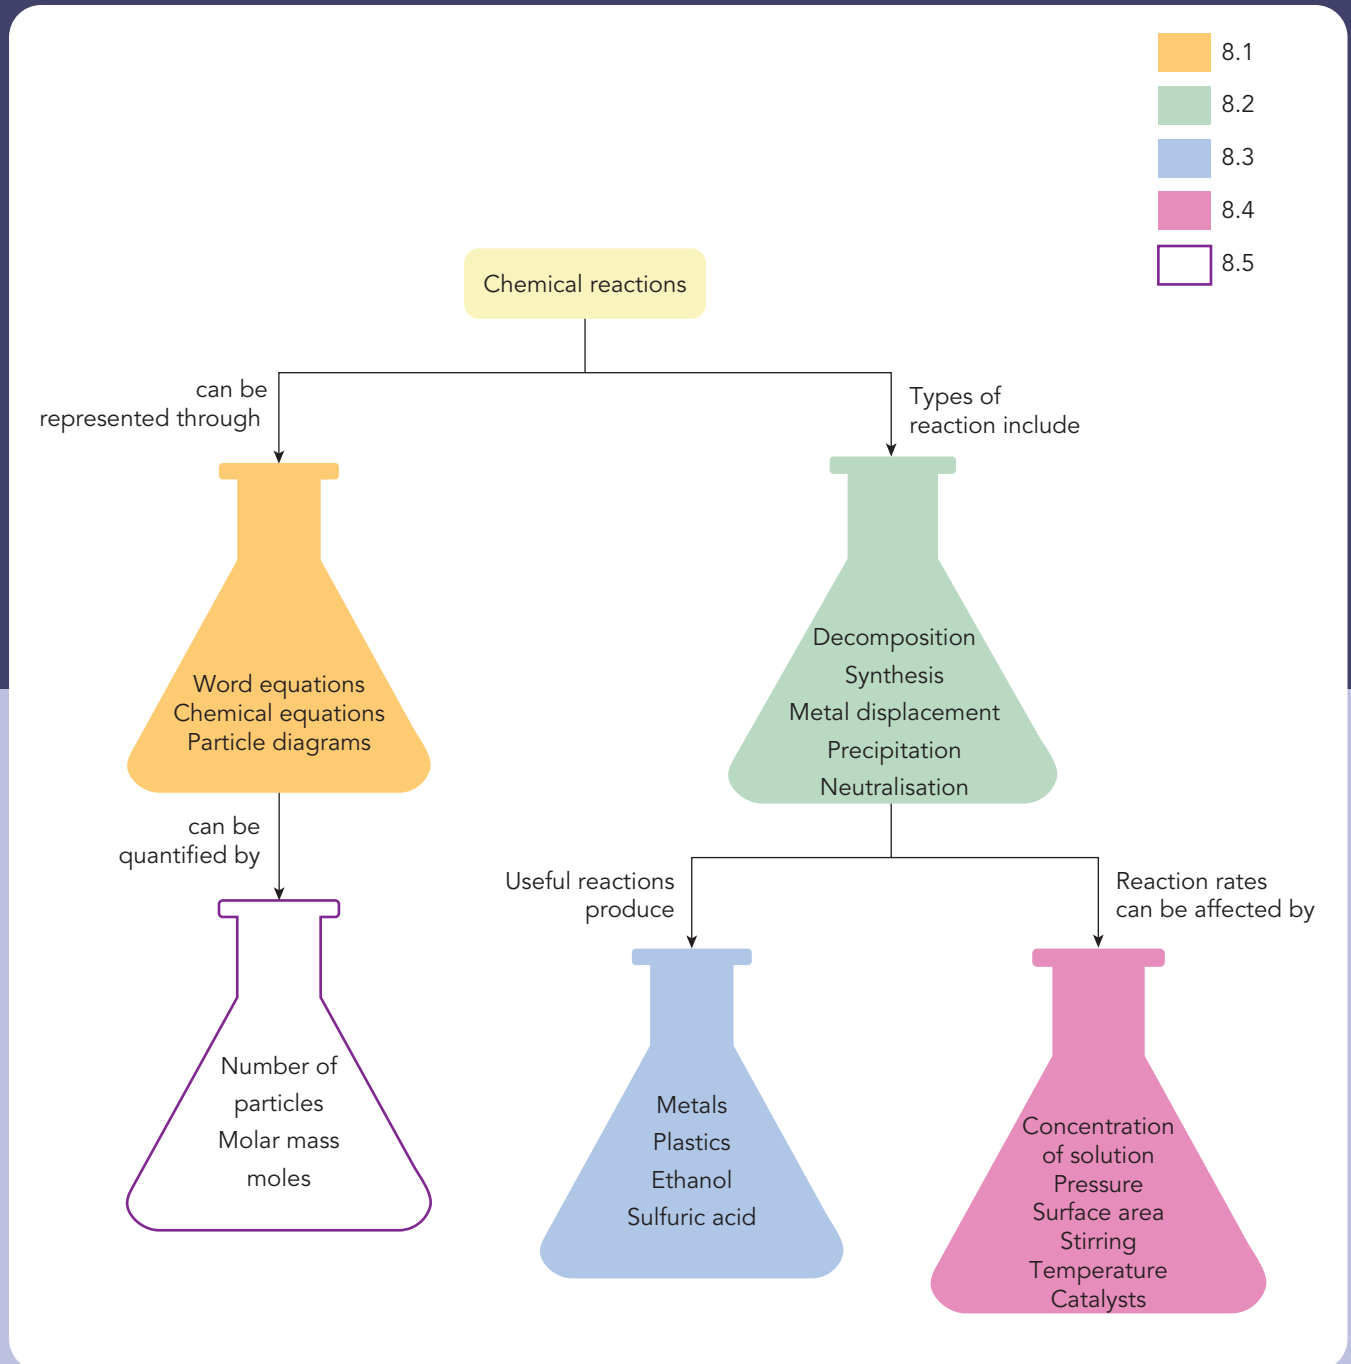 8.1
8.2
8.3
8.4
8.5
Chemical reactions
can be
represented through
Types of
reaction include
Word equations
Chemical equations
Particle diagrams
Decomposition
Synthesis
Metal displacement
Precipitation
Neutralisation
can be
quantified by
Useful reactions
produce
Reaction rates
can be affected by
Number of
particles
Molar mass
moles
Metals
Plastics
Ethanol
Sulfuric acid
Concentration
of solution
Pressure
Surface area
Stirring
Temperature
Catalysts